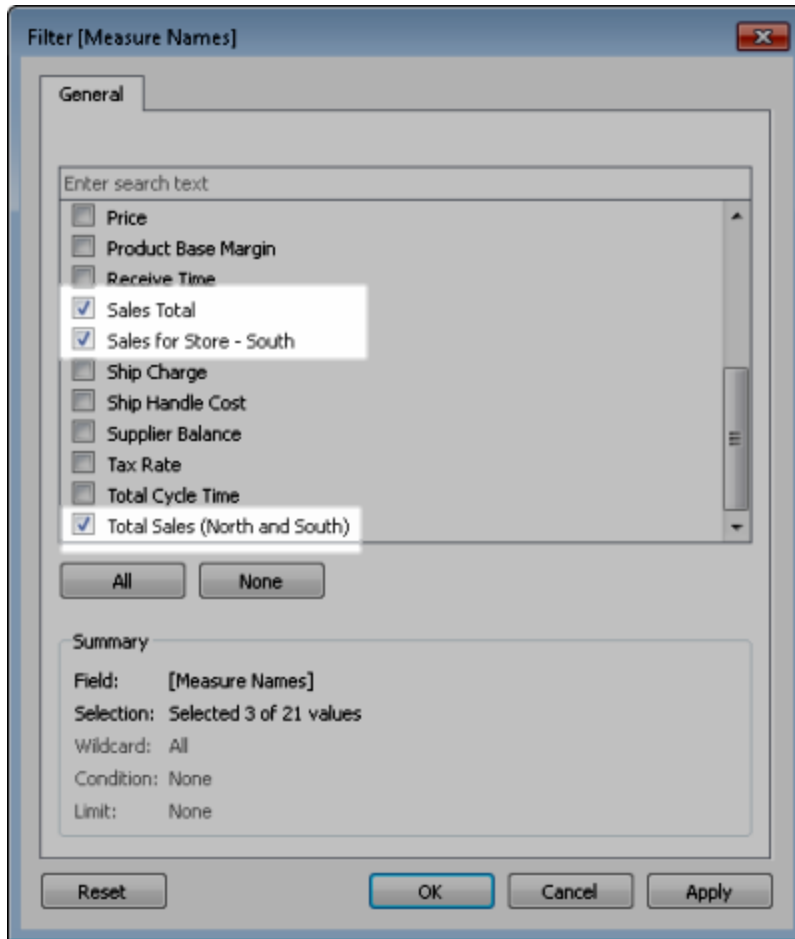 Filter [Measure Names]
General
Enter search text
Price
Product Base Margin
Receive Time
Sales Total
Sales for Store - South
Ship Charge
Ship Handle Cost
Supplier Balance
Tax Rate
Total Cycle Time
Total Sales (North and South)
All None
Summary
Field: [Measure Names]
Selection: Selected 3 of 21 values
Wildcard: All
Condition: None
Limit: None
Reset OK Cancel Apply